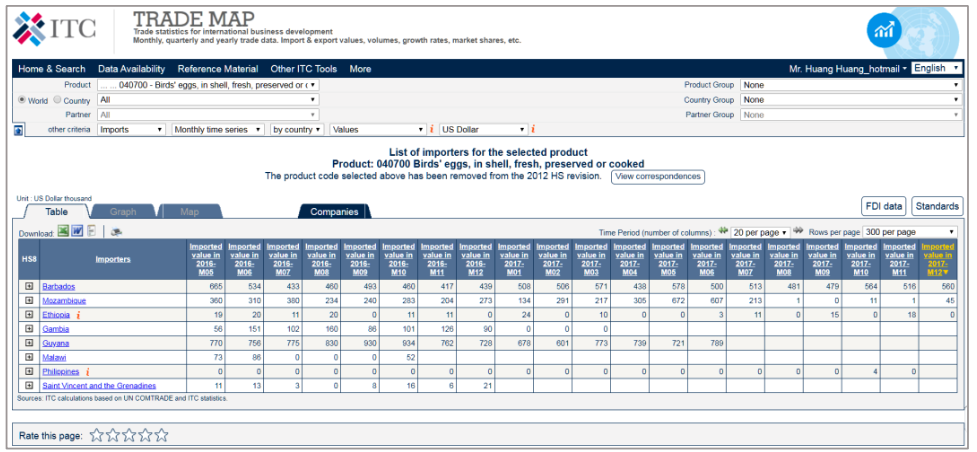 ITC
TRADE MAP
Trade statistics for international business development
Monthly, quarterly and yearly trade data. Import & export values, volumes, growth rates, market shares, etc.
Home & Search Data Availability Reference Material Other ITC Tools More Mr. Huang Huang_hotmail English
Product ... ... 040700 - Birds' eggs, in shell, fresh, preserved or c Product Group None
World Country All Country Group None
Partner All Partner Group None
other criteria Imports Monthly time series by country Values i US Dollar i
List of importers for the selected product
Product: 040700 Birds' eggs, in shell, fresh, preserved or cooked
The product code selected above has been removed from the 2012 HS revision. View correspondences
Unit : US Dollar thousand
Table Graph Map Companies FDI data Standards
Download: Time Period (number of columns) : 20 per page Rows per page 300 per page
HS8 Importers Imported value in 2016-M05 Imported value in 2016-M06 Imported value in 2016-M07 Imported value in 2016-M08 Imported value in 2016-M09 Imported value in 2016-M10 Imported value in 2016-M11 Imported value in 2016-M12 Imported value in 2017-M01 Imported value in 2017-M02 Imported value in 2017-M03 Imported value in 2017-M04 Imported value in 2017-M05 Imported value in 2017-M06 Imported value in 2017-M07 Imported value in 2017-M08 Imported value in 2017-M09 Imported value in 2017-M10 Imported value in 2017-M11 Imported value in 2017-M12▼
Barbados 665 534 433 460 493 460 417 439 508 506 571 438 578 500 513 481 479 564 516 560
Mozambique 360 310 380 234 240 283 204 273 134 291 217 305 672 607 213 1 0 11 1 45
Ethiopia i 19 20 11 20 0 11 11 0 24 0 10 0 0 3 11 0 15 0 18 0
Gambia 56 151 102 160 86 101 126 90 0 0 0
Guyana 770 756 775 830 930 934 762 728 678 601 773 739 721 789
Malawi 73 86 0 0 0 52
Philippines i 0 0 0 0 0 0 0 0 0 0 0 0 0 0 0 0 0 4 0
Saint Vincent and the Grenadines 11 13 3 0 8 16 6 21
Sources: ITC calculations based on UN COMTRADE and ITC statistics.
Rate this page: